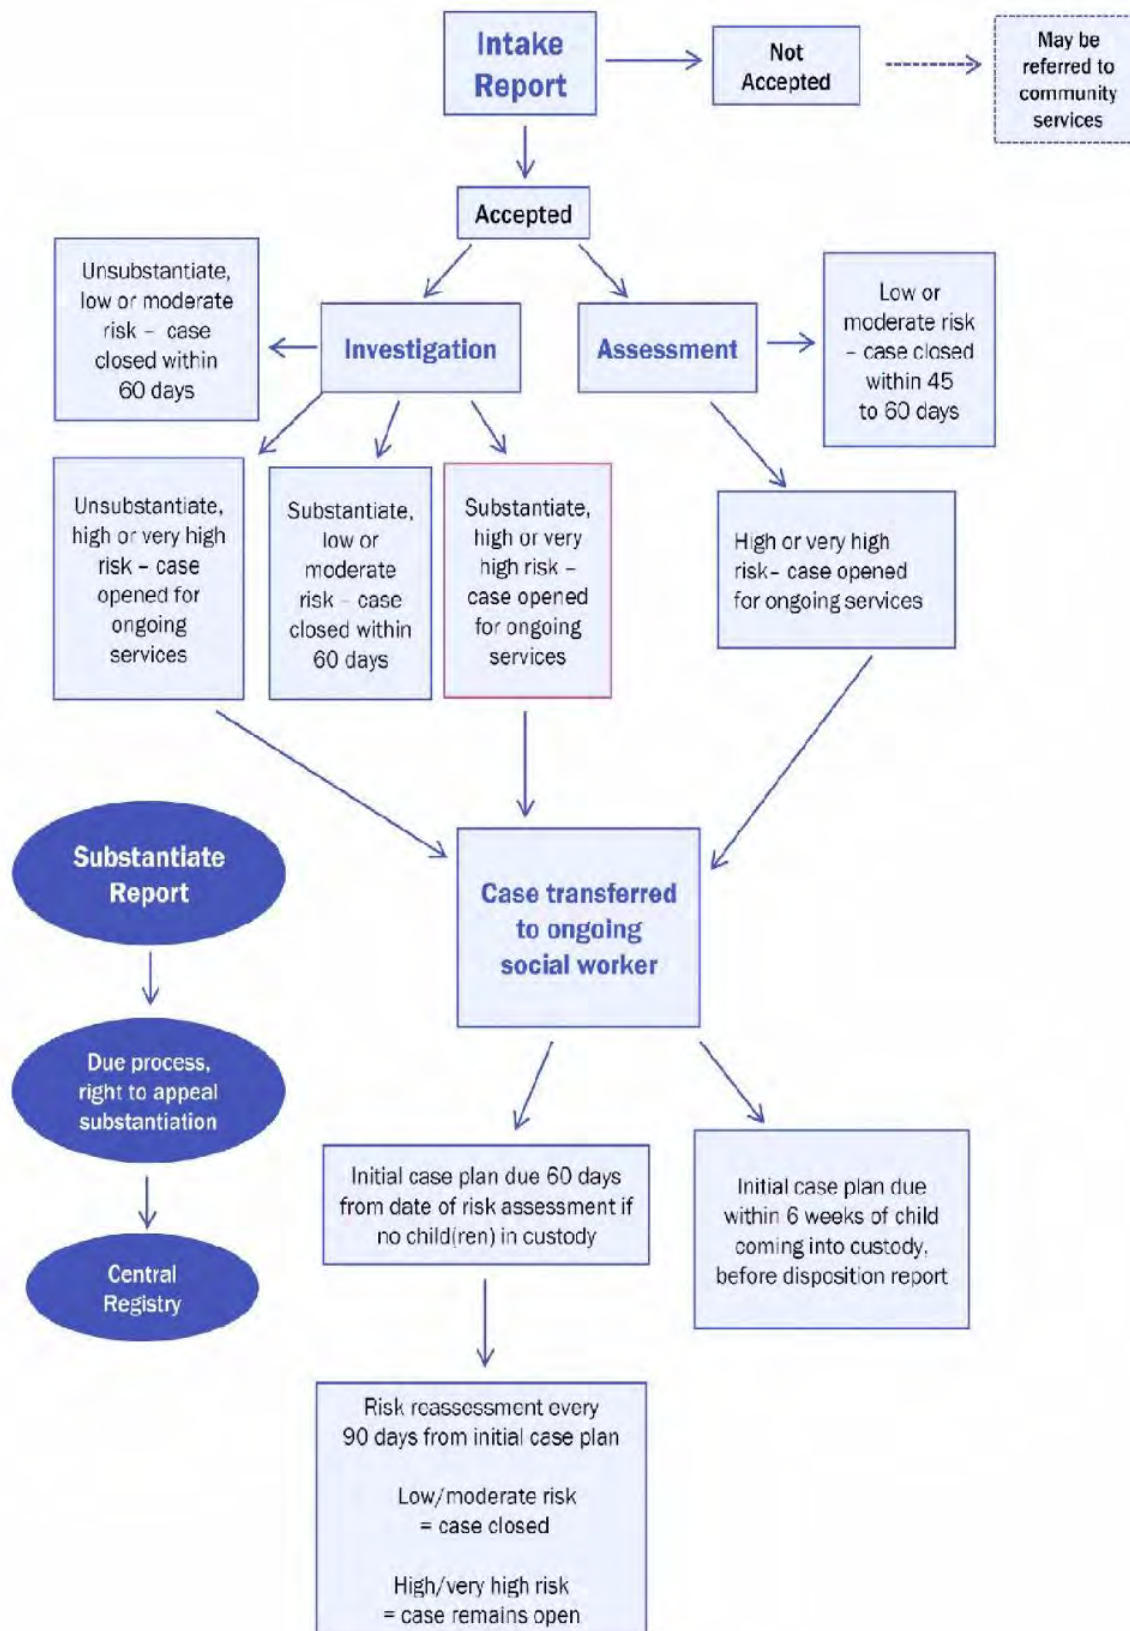 Intake
Report
Not
Accepted
May be
referred to
community
services
Accepted
Unsubstantiate,
low or moderate
risk – case
closed within
60 days
Investigation
Assessment
Low or
moderate risk
– case closed
within 45
to 60 days
Unsubstantiate,
high or very high
risk – case
opened for
ongoing
services
Substantiate,
low or
moderate
risk – case
closed within
60 days
Substantiate,
high or very
high risk –
case opened
for ongoing
services
High or very high
risk– case opened
for ongoing services
Substantiate
Report
Case transferred
to ongoing
social worker
Due process,
right to appeal
substantiation
Initial case plan due 60 days
from date of risk assessment if
no child(ren) in custody
Initial case plan due
within 6 weeks of child
coming into custody,
before disposition report
Central
Registry
Risk reassessment every
90 days from initial case plan
Low/moderate risk
= case closed
High/very high risk
= case remains open